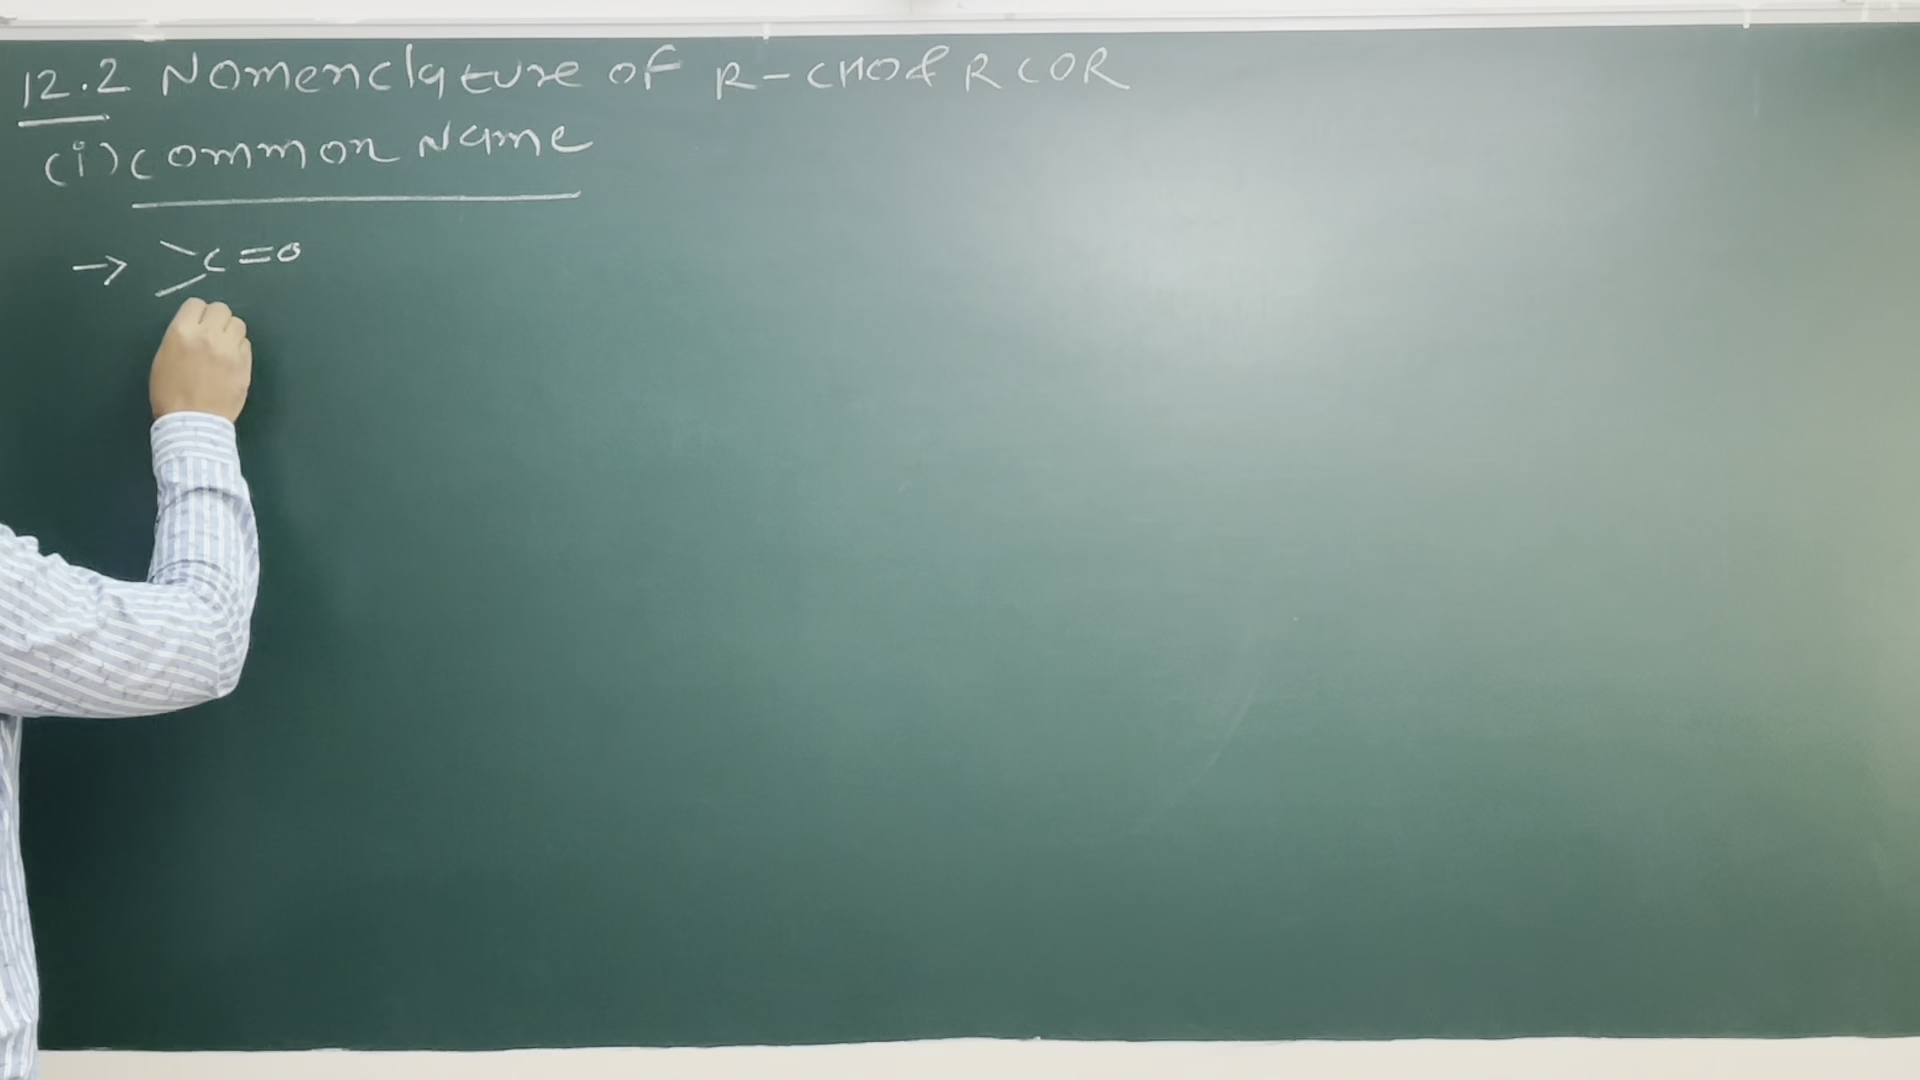 12.2 Nomenclature of R-CHO & RCOR
(i) Common Name
→ >C=O